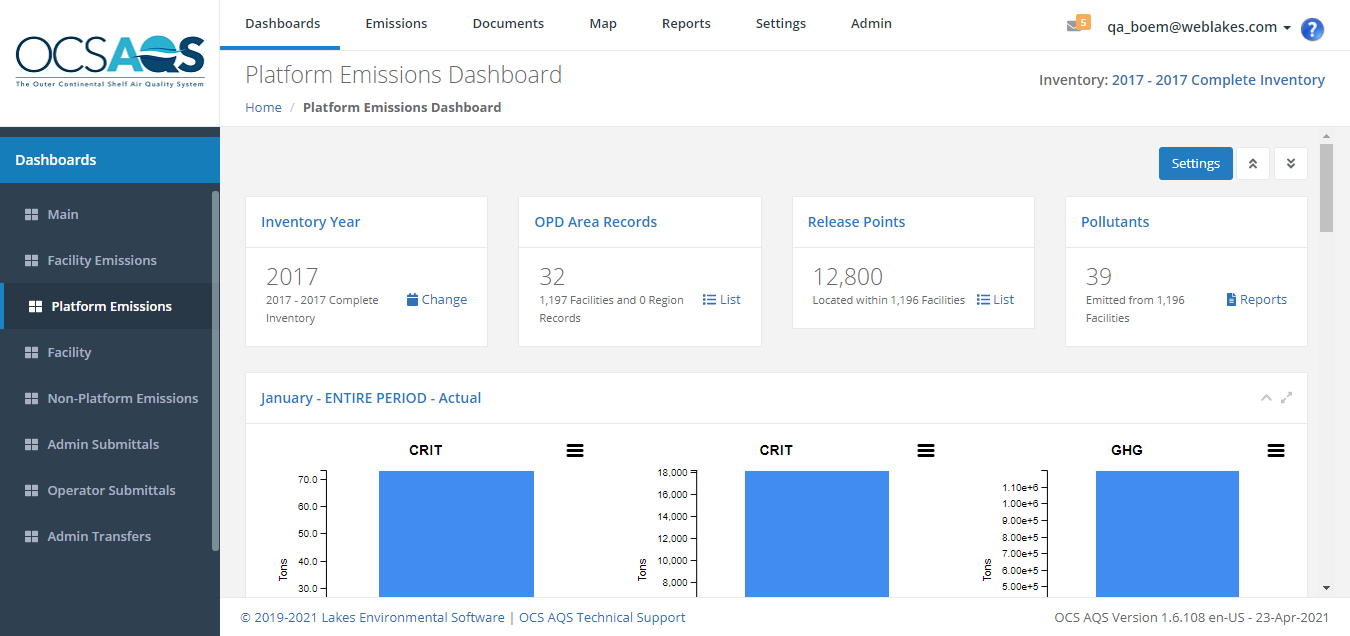 OCSAQS
The Outer Continental Shelf Air Quality System
Dashboards Emissions Documents Map Reports Settings Admin
5 qa_boem@weblakes.com ?
Platform Emissions Dashboard
Inventory: 2017 - 2017 Complete Inventory
Home / Platform Emissions Dashboard
Dashboards
Main
Facility Emissions
Platform Emissions
Facility
Non-Platform Emissions
Admin Submittals
Operator Submittals
Admin Transfers
Settings
Inventory Year
2017
2017 - 2017 Complete
Inventory
Change
OPD Area Records
32
1,197 Facilities and 0 Region
Records
List
Release Points
12,800
Located within 1,196 Facilities
List
Pollutants
39
Emitted from 1,196
Facilities
Reports
January - ENTIRE PERIOD - Actual
CRIT
70.0
60.0
50.0
40.0
30.0
Tons
CRIT
18,000
16,000
14,000
12,000
10,000
8,000
Tons
GHG
1.10e+6
1.00e+6
9.00e+5
8.00e+5
7.00e+5
6.00e+5
5.00e+5
Tons
© 2019-2021 Lakes Environmental Software | OCS AQS Technical Support
OCS AQS Version 1.6.108 en-US - 23-Apr-2021